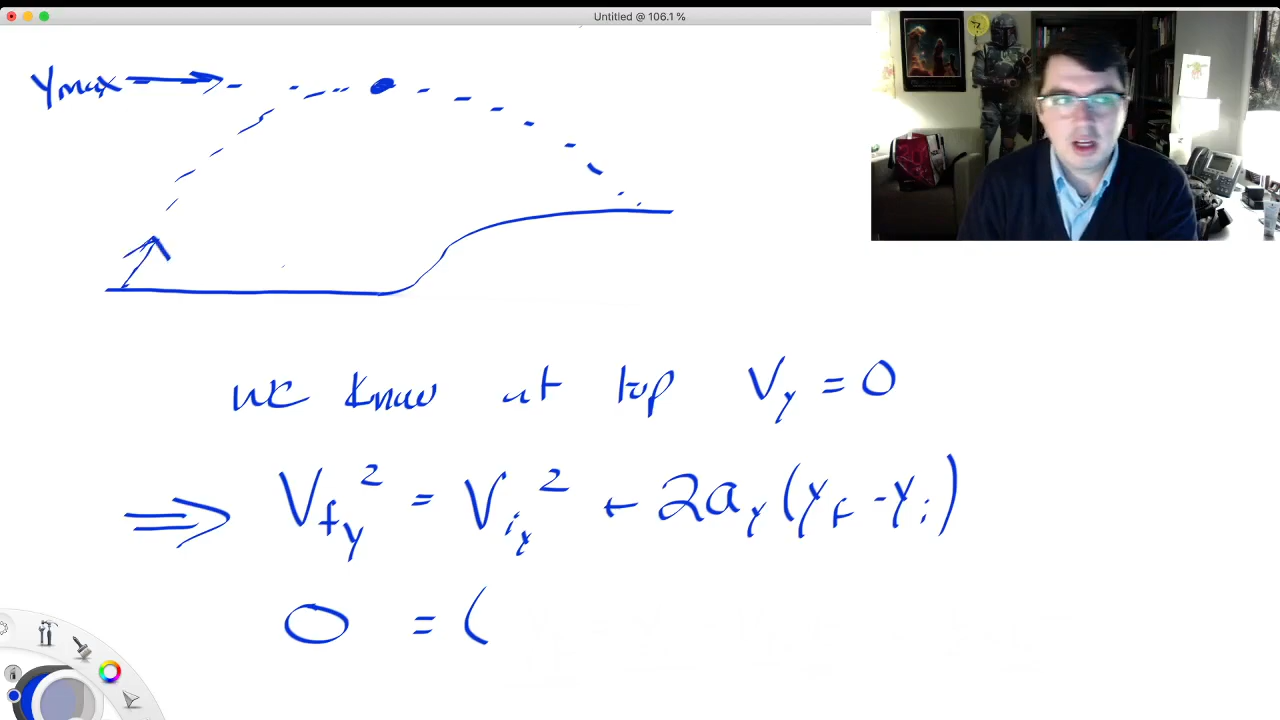 Untitled @ 106.1 %
Ymax
we know at top Vy = 0
⇒ Vfy² = Viy² + 2ay(yf - yi)
0 = (